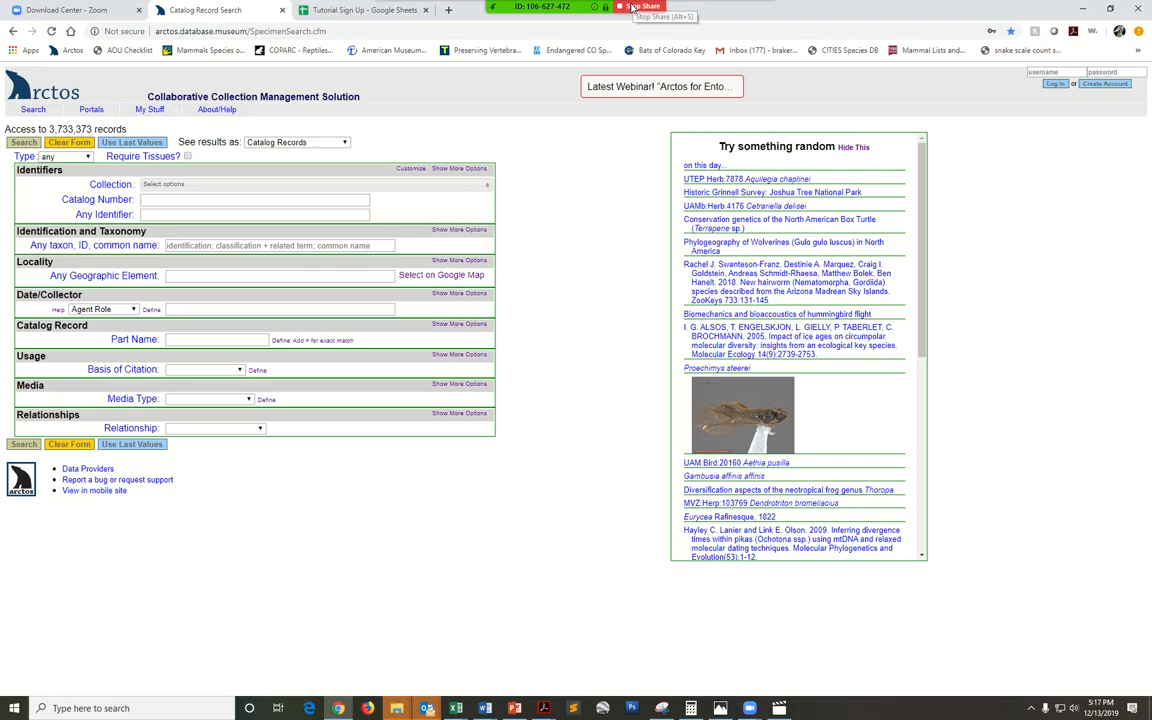 Download Center - Zoom
Catalog Record Search
Tutorial Sign Up - Google Sheets
ID: 106-627-472
Stop Share
Stop Share (Alt+S)
Not secure | arctos.database.museum/SpecimenSearch.cfm
Apps
Arctos
AOU Checklist
Mammals Species o...
COPARC - Reptiles...
American Museum...
Preserving Vertebra...
Endangered CO Sp...
Bats of Colorado Key
Inbox (177) - braker...
CITIES Species DB
Mammal Lists and...
snake scale count s...
»
arctos
Collaborative Collection Management Solution
Latest Webinar! "Arctos for Ento...
username
password
Log In or Create Account
Search
Portals
My Stuff
About/Help
Access to 3,733,373 records
Search
Clear Form
Use Last Values
See results as: Catalog Records
Type: any
Require Tissues?
Identifiers
Customize
Show More Options
Collection: Select options
Catalog Number:
Any Identifier:
Identification and Taxonomy
Show More Options
Any taxon, ID, common name: identification; classification + related term; common name
Locality
Show More Options
Any Geographic Element:
Select on Google Map
Date/Collector
Show More Options
Help Agent Role Define
Catalog Record
Show More Options
Part Name:
Define Add = for exact match
Usage
Show More Options
Basis of Citation:
Define
Media
Show More Options
Media Type:
Define
Relationships
Show More Options
Relationship:
Search
Clear Form
Use Last Values
arctos
Data Providers
Report a bug or request support
View in mobile site
Try something random Hide This
on this day...
UTEP:Herb:7878 Aquilegia chaplinei
Historic Grinnell Survey: Joshua Tree National Park
UAMb:Herb:4176 Cetrariella delisei
Conservation genetics of the North American Box Turtle
(Terrapene sp.)
Phylogeography of Wolverines (Gulo gulo luscus) in North
America
Rachel J. Swanteson-Franz, Destinie A. Marquez, Craig I.
Goldstein, Andreas Schmidt-Rhaesa, Matthew Bolek, Ben
Hanelt. 2018. New hairworm (Nematomorpha, Gordiida)
species described from the Arizona Madrean Sky Islands.
ZooKeys 733:131-145.
Biomechanics and bioaccoustics of hummingbird flight
I. G. ALSOS, T. ENGELSKJON, L. GIELLY, P. TABERLET, C.
BROCHMANN. 2005. Impact of ice ages on circumpolar
molecular diversity: insights from an ecological key species.
Molecular Ecology 14(9):2739-2753.
Proechimys steerei
UAM:Bird:20160 Aethia pusilla
Gambusia affinis affinis
Diversification aspects of the neotropical frog genus Thoropa
MVZ:Herp:103769 Dendrotriton bromeliacius
Eurycea Rafinesque, 1822
Hayley C. Lanier and Link E. Olson. 2009. Inferring divergence
times within pikas (Ochotona ssp.) using mtDNA and relaxed
molecular dating techniques. Molecular Phylogenetics and
Evolution(53):1-12.
Type here to search
5:17 PM
12/13/2019